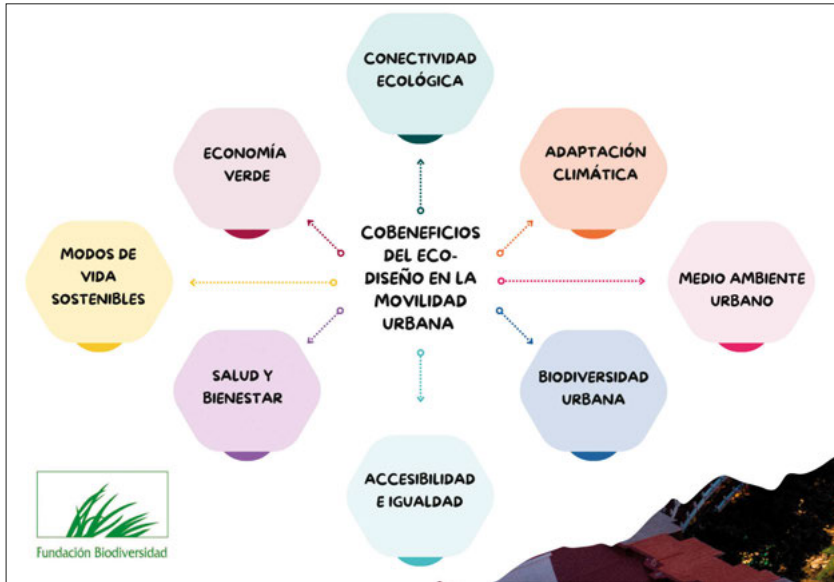 CONECTIVIDAD
ECOLÓGICA
ECONOMÍA
VERDE
ADAPTACIÓN
CLIMÁTICA
MODOS DE
VIDA
SOSTENIBLES
COBENEFICIOS
DEL ECO-
DISEÑO EN LA
MOVILIDAD
URBANA
MEDIO AMBIENTE
URBANO
SALUD Y
BIENESTAR
BIODIVERSIDAD
URBANA
ACCESIBILIDAD
E IGUALDAD
Fundación Biodiversidad